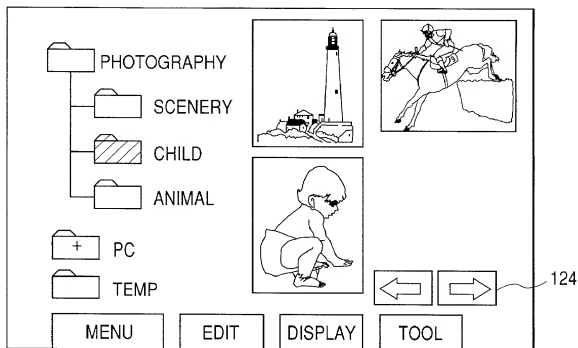 PHOTOGRAPHY
SCENERY
CHILD
ANIMAL
+ PC
TEMP
124
MENU EDIT DISPLAY TOOL